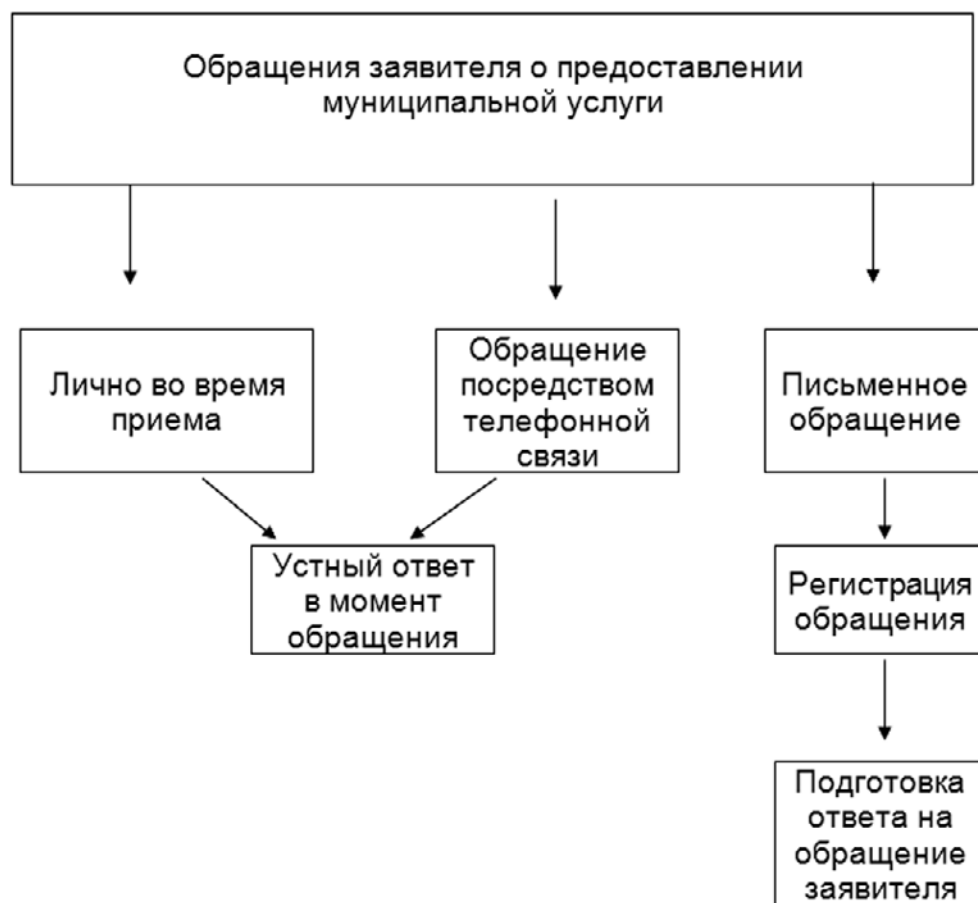 Обращения заявителя о предоставлении
муниципальной услуги
Лично во время
приема
Обращение
посредством
телефонной
связи
Письменное
обращение
Устный ответ
в момент
обращения
Регистрация
обращения
Подготовка
ответа на
обращение
заявителя